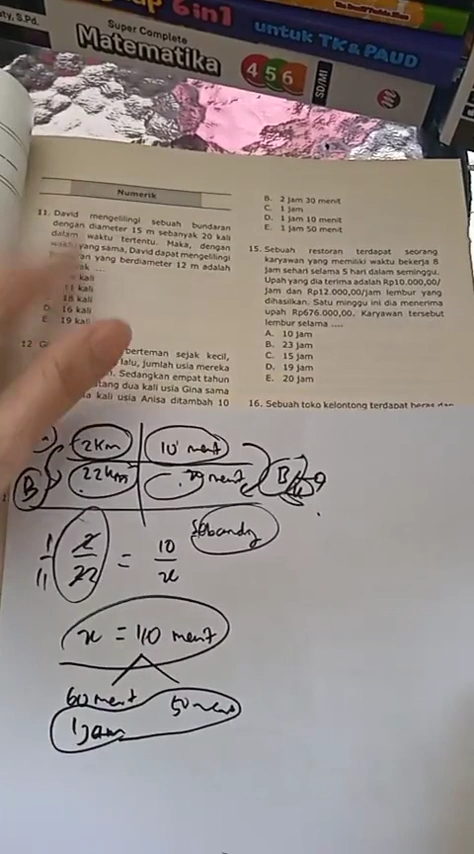 ty, S.Pd.
6in1
Super Complete
Matematika
456
SD/MI
untuk TK & PAUD
Numerik
11. David mengelilingi sebuah bundaran
dengan diameter 15 m sebanyak 20 kali
dalam waktu tertentu. Maka, dengan
yang sama, David dapat mengelilingi
yang berdiameter 12 m adalah
kali
kali
18 kali
D. 16 kali
E. 19 kali
12
berteman sejak kecil,
lalu, jumlah usia mereka
Sedangkan empat tahun
tang dua kali usia Gina sama
kali usia Anisa ditambah 10
B. 2 jam 30 menit
C. 1 jam
D. 1 jam 10 menit
E. 1 jam 50 menit
15. Sebuah restoran terdapat seorang
karyawan yang memiliki waktu bekerja 8
jam sehari selama 5 hari dalam seminggu.
Upah yang dia terima adalah Rp10.000,00/
jam dan Rp12.000,00/jam lembur yang
dihasilkan. Satu minggu ini dia menerima
upah Rp676.000,00. Karyawan tersebut
lembur selama ....
A. 10 jam
B. 23 jam
C. 15 jam
D. 19 jam
E. 20 jam
16. Sebuah toko kelontong terdapat beras dan
2km 10 menit
B 22km menit B
1/11 2/22 = 10/x
x = 110 menit
60 menit 50 menit
1 jam